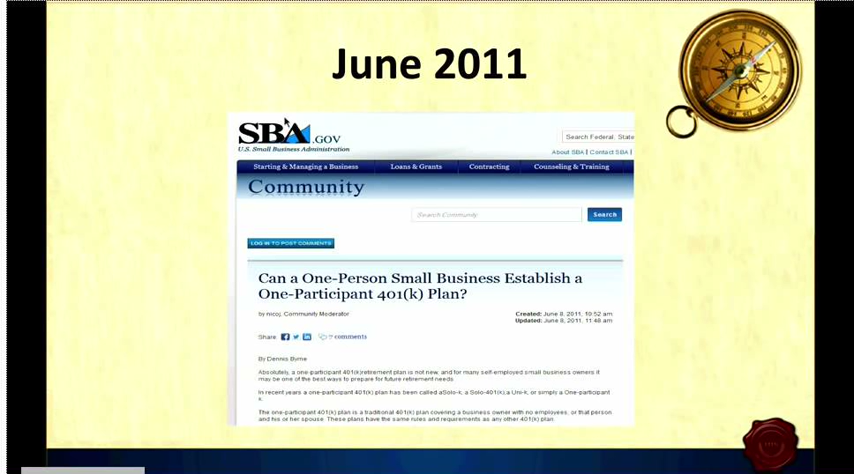 June 2011
SBA.GOV
U.S. Small Business Administration
Search Federal, State
About SBA | Contact SBA |
Starting & Managing a Business Loans & Grants Contracting Counseling & Training
Community
Search Community Search
LOG IN TO POST COMMENTS
Can a One-Person Small Business Establish a
One-Participant 401(k) Plan?
by niccj, Community Moderator
Created: June 8, 2011, 10:52 am
Updated: June 8, 2011, 11:48 am
Share: 7 comments
By Dennis Byrne
Absolutely, a one-participant 401(k)retirement plan is not new, and for many self-employed small business owners it
may be one of the best ways to prepare for future retirement needs.
In recent years a one-participant 401(k) plan has been called aSolo-k, a Solo-401(k),a Uni-k, or simply a One-participant
k.
The one-participant 401(k) plan is a traditional 401(k) plan covering a business owner with no employees, or that person
and his or her spouse. These plans have the same rules and requirements as any other 401(k) plan.